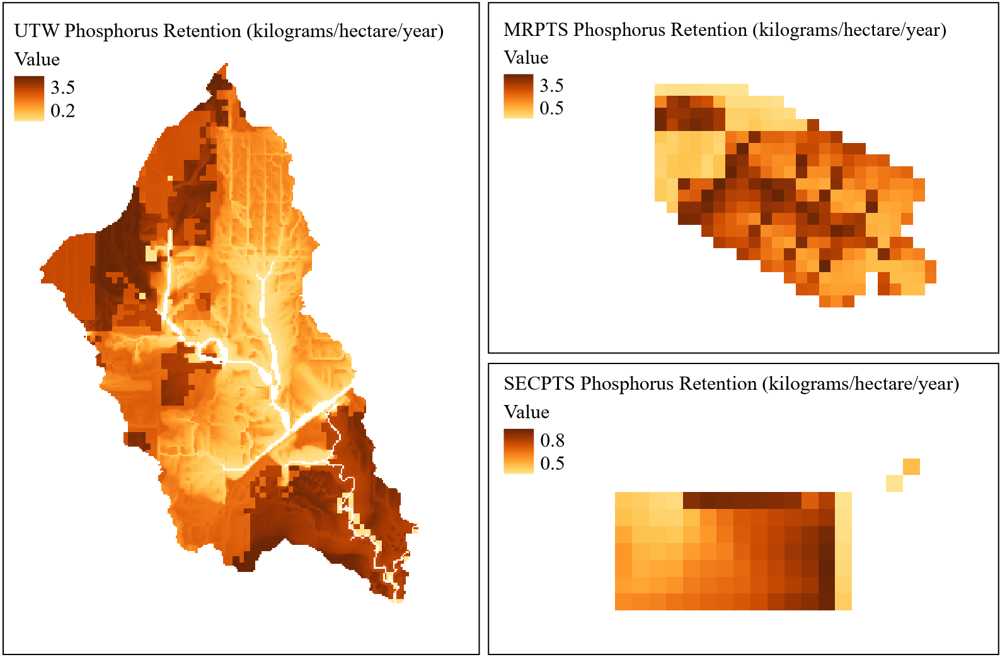 UTW Phosphorus Retention (kilograms/hectare/year)
Value
3.5
0.2
MRPTS Phosphorus Retention (kilograms/hectare/year)
Value
3.5
0.5
SECPTS Phosphorus Retention (kilograms/hectare/year)
Value
0.8
0.5